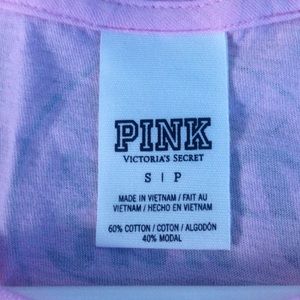 PINK
VICTORIA'S SECRET
S | P
MADE IN VIETNAM / FAIT AU
VIETNAM / HECHO EN VIETNAM
60% COTTON / COTON / ALGODÓN
40% MODAL